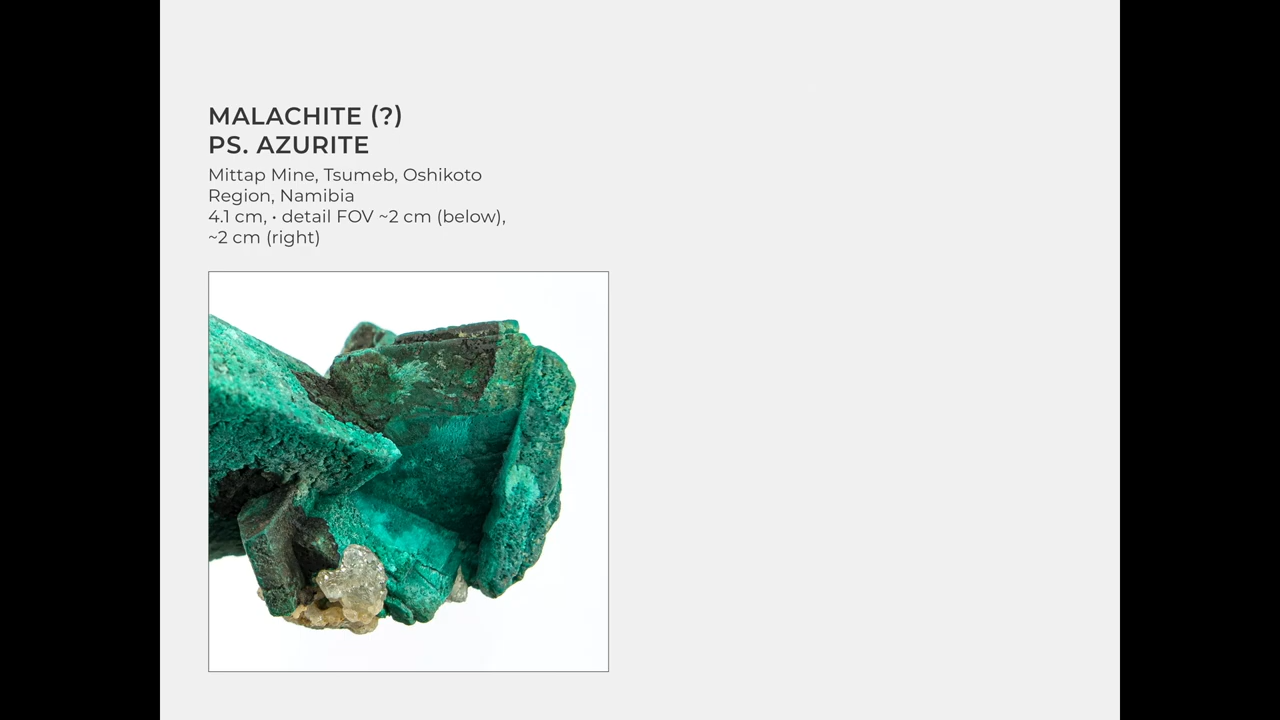 MALACHITE (?)
PS. AZURITE
Mittap Mine, Tsumeb, Oshikoto
Region, Namibia
4.1 cm, • detail FOV ~2 cm (below),
~2 cm (right)